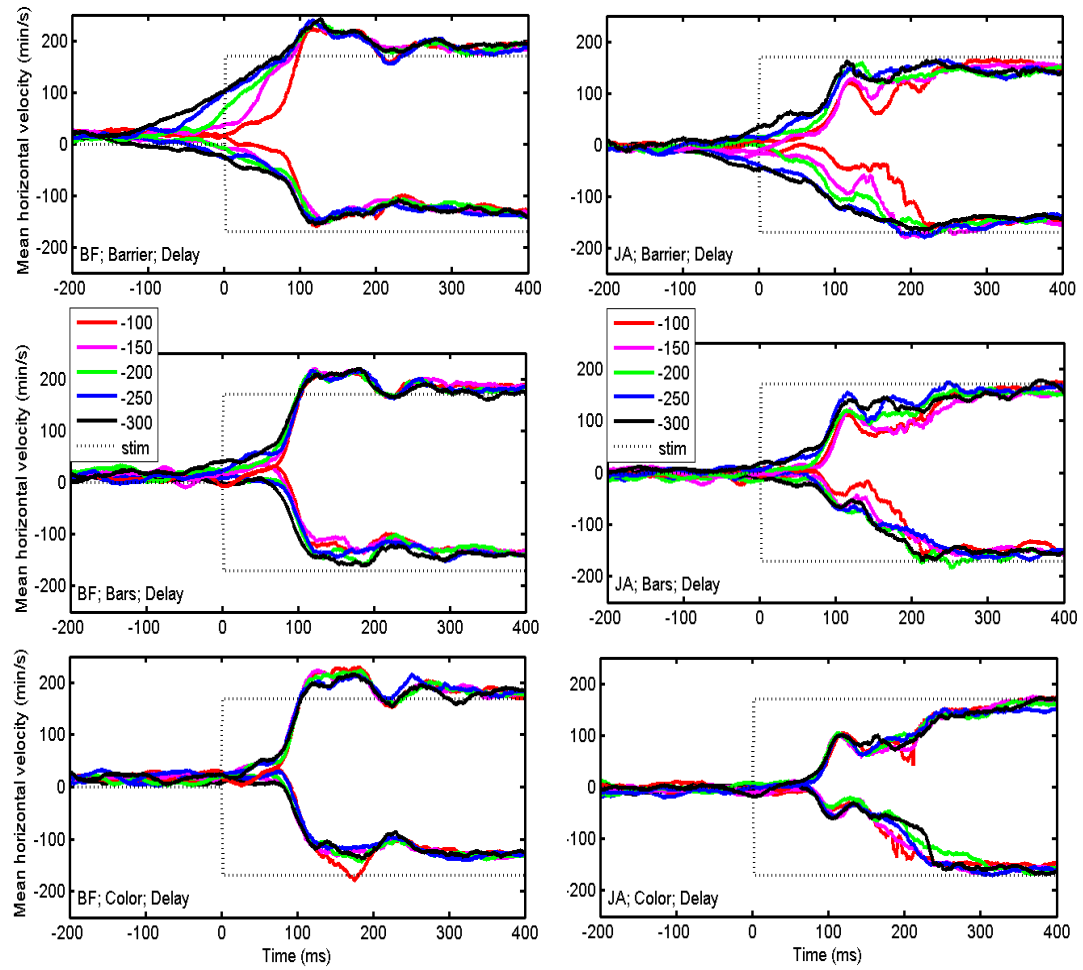 Mean horizontal velocity (min/s)
200
100
0
-100
-200
BF; Barrier; Delay
-200 -100 0 100 200 300 400
200
100
0
-100
-200
JA; Barrier; Delay
-200 -100 0 100 200 300 400
Mean horizontal velocity (min/s)
-100
-150
-200
-250
-300
stim
200
100
0
-100
-200
BF; Bars; Delay
-200 -100 0 100 200 300 400
-100
-150
-200
-250
-300
stim
200
100
0
-100
-200
JA; Bars; Delay
-200 -100 0 100 200 300 400
Mean horizontal velocity (min/s)
200
100
0
-100
-200
BF; Color; Delay
-200 -100 0 100 200 300 400
Time (ms)
200
100
0
-100
-200
JA; Color; Delay
-200 -100 0 100 200 300 400
Time (ms)